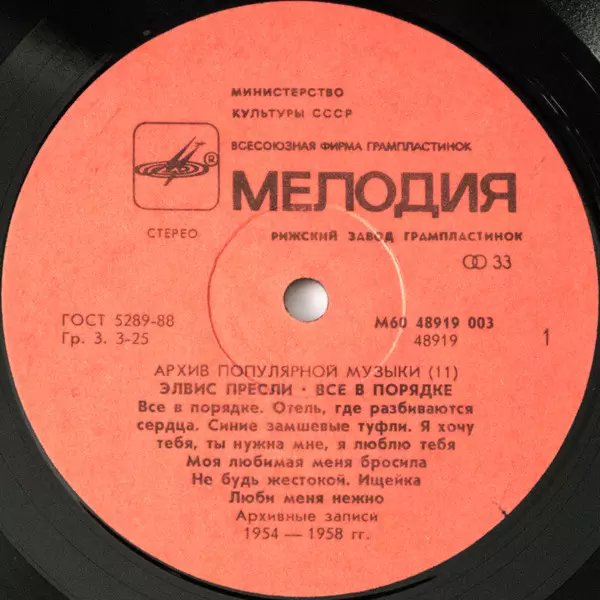 МИНИСТЕРСТВО
КУЛЬТУРЫ СССР
ВСЕСОЮЗНАЯ ФИРМА ГРАМПЛАСТИНОК
®
МЕЛОДИЯ
СТЕРЕО
РИЖСКИЙ ЗАВОД ГРАМПЛАСТИНОК
33
ГОСТ 5289-88
М60 48919 003
Гр. 3. 3-25
48919
1
АРХИВ ПОПУЛЯРНОЙ МУЗЫКИ (11)
ЭЛВИС ПРЕСЛИ · ВСЕ В ПОРЯДКЕ
Все в порядке. Отель, где разбиваются
сердца. Синие замшевые туфли. Я хочу
тебя, ты нужна мне, я люблю тебя
Моя любимая меня бросила
Не будь жестокой. Ищейка
Люби меня нежно
Архивные записи
1954 — 1958 гг.